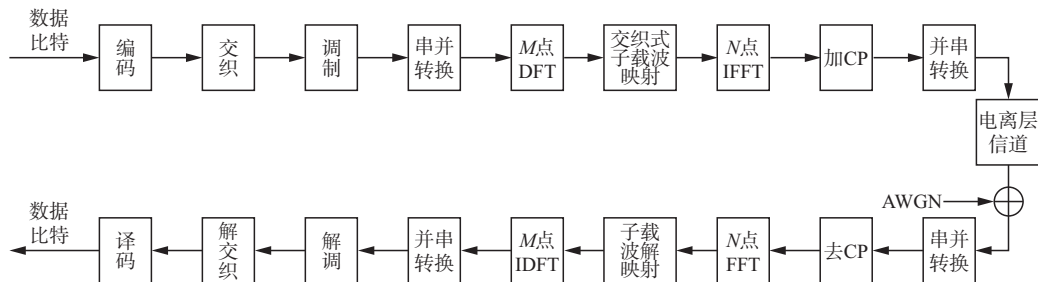 数据
比特
编
码
交
织
调
制
串并
转换
M点
DFT
交织式
子载波
映射
N点
IFFT
加CP
并串
转换
电离层
信道
AWGN
数据
比特
译
码
解
交
织
解
调
并串
转换
M点
IDFT
子载
波解
映射
N点
FFT
去CP
串并
转换